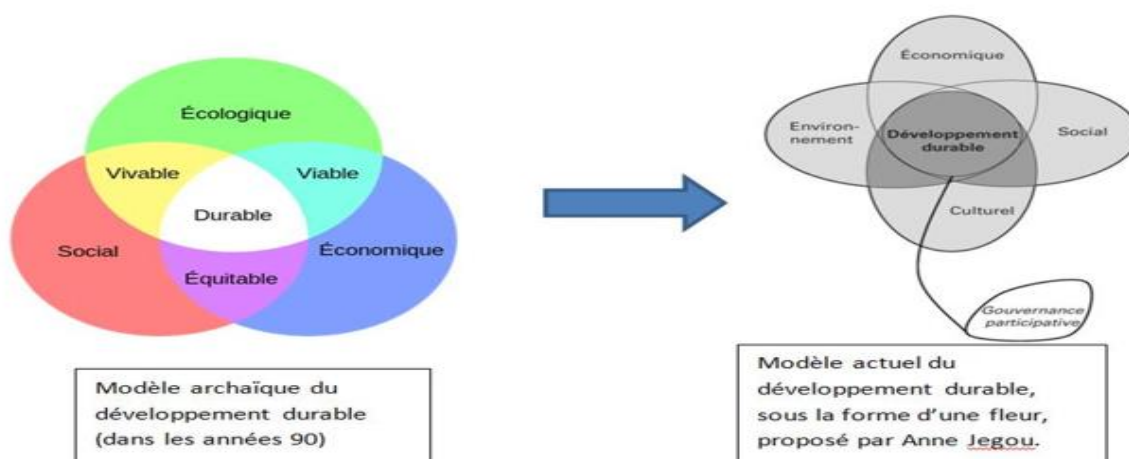 Écologique
Vivable
Viable
Durable
Social
Économique
Équitable
Modèle archaïque du
développement durable
(dans les années 90)
Économique
Environ-
nement
Développement
durable
Social
Culturel
Gouvernance
participative
Modèle actuel du
développement durable,
sous la forme d'une fleur,
proposé par Anne Jegou.